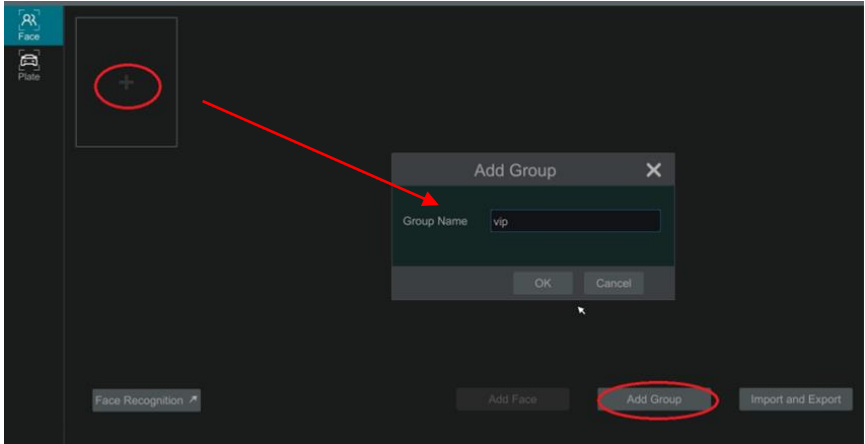 Face
Plate
Add Group
Group Name vip
OK Cancel
Face Recognition Add Face Add Group Import and Export